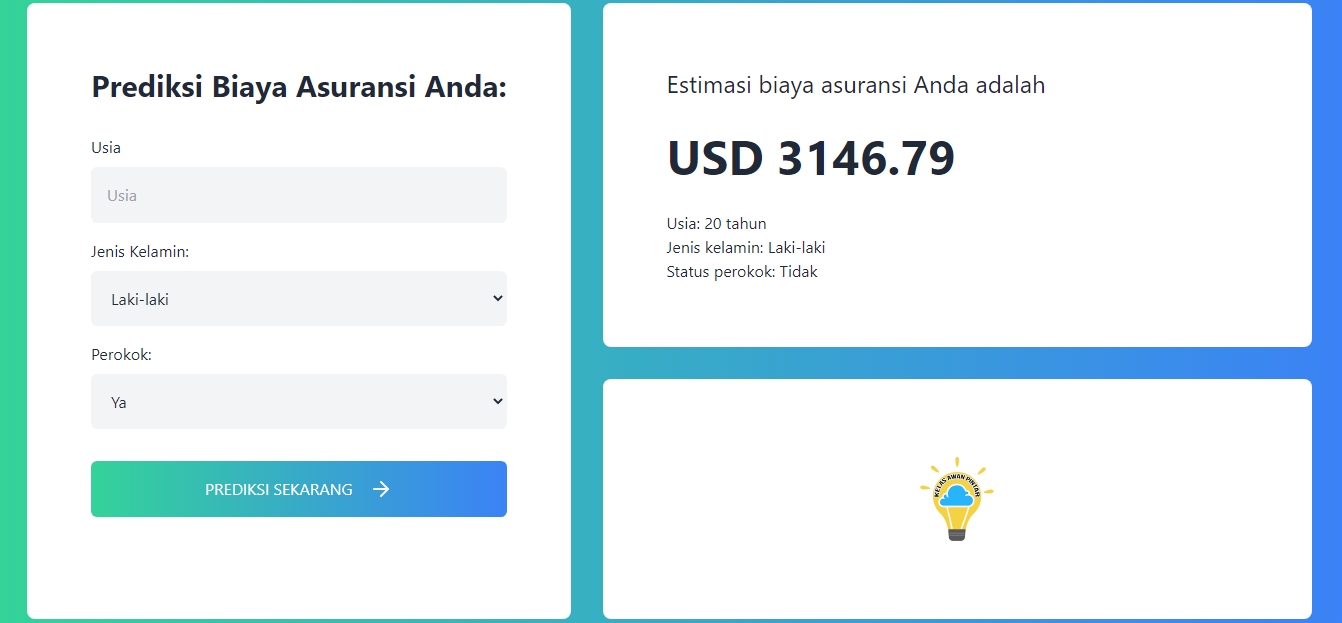 Prediksi Biaya Asuransi Anda:
Usia
Usia
Jenis Kelamin:
Laki-laki
Perokok:
Ya
PREDIKSI SEKARANG
Estimasi biaya asuransi Anda adalah
USD 3146.79
Usia: 20 tahun
Jenis kelamin: Laki-laki
Status perokok: Tidak
KELAS AWAN PINTAR